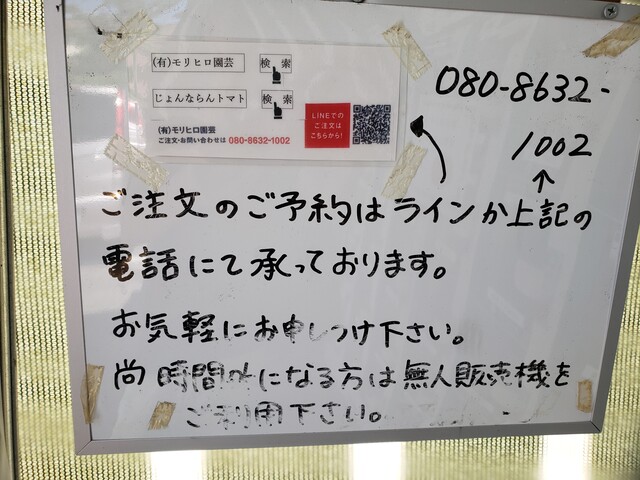 (有)モリヒロ園芸 検索
じょんならんトマト 検索
(有)モリヒロ園芸
ご注文・お問い合わせは 080-8632-1002
LINEでの
ご注文は
こちらから!
080-8632-
1002
ご注文のご予約はラインか上記の
電話にて承っております。
お気軽にお申しつけ下さい。
尚 時間外になる方は無人販売機を
ご利用下さい。